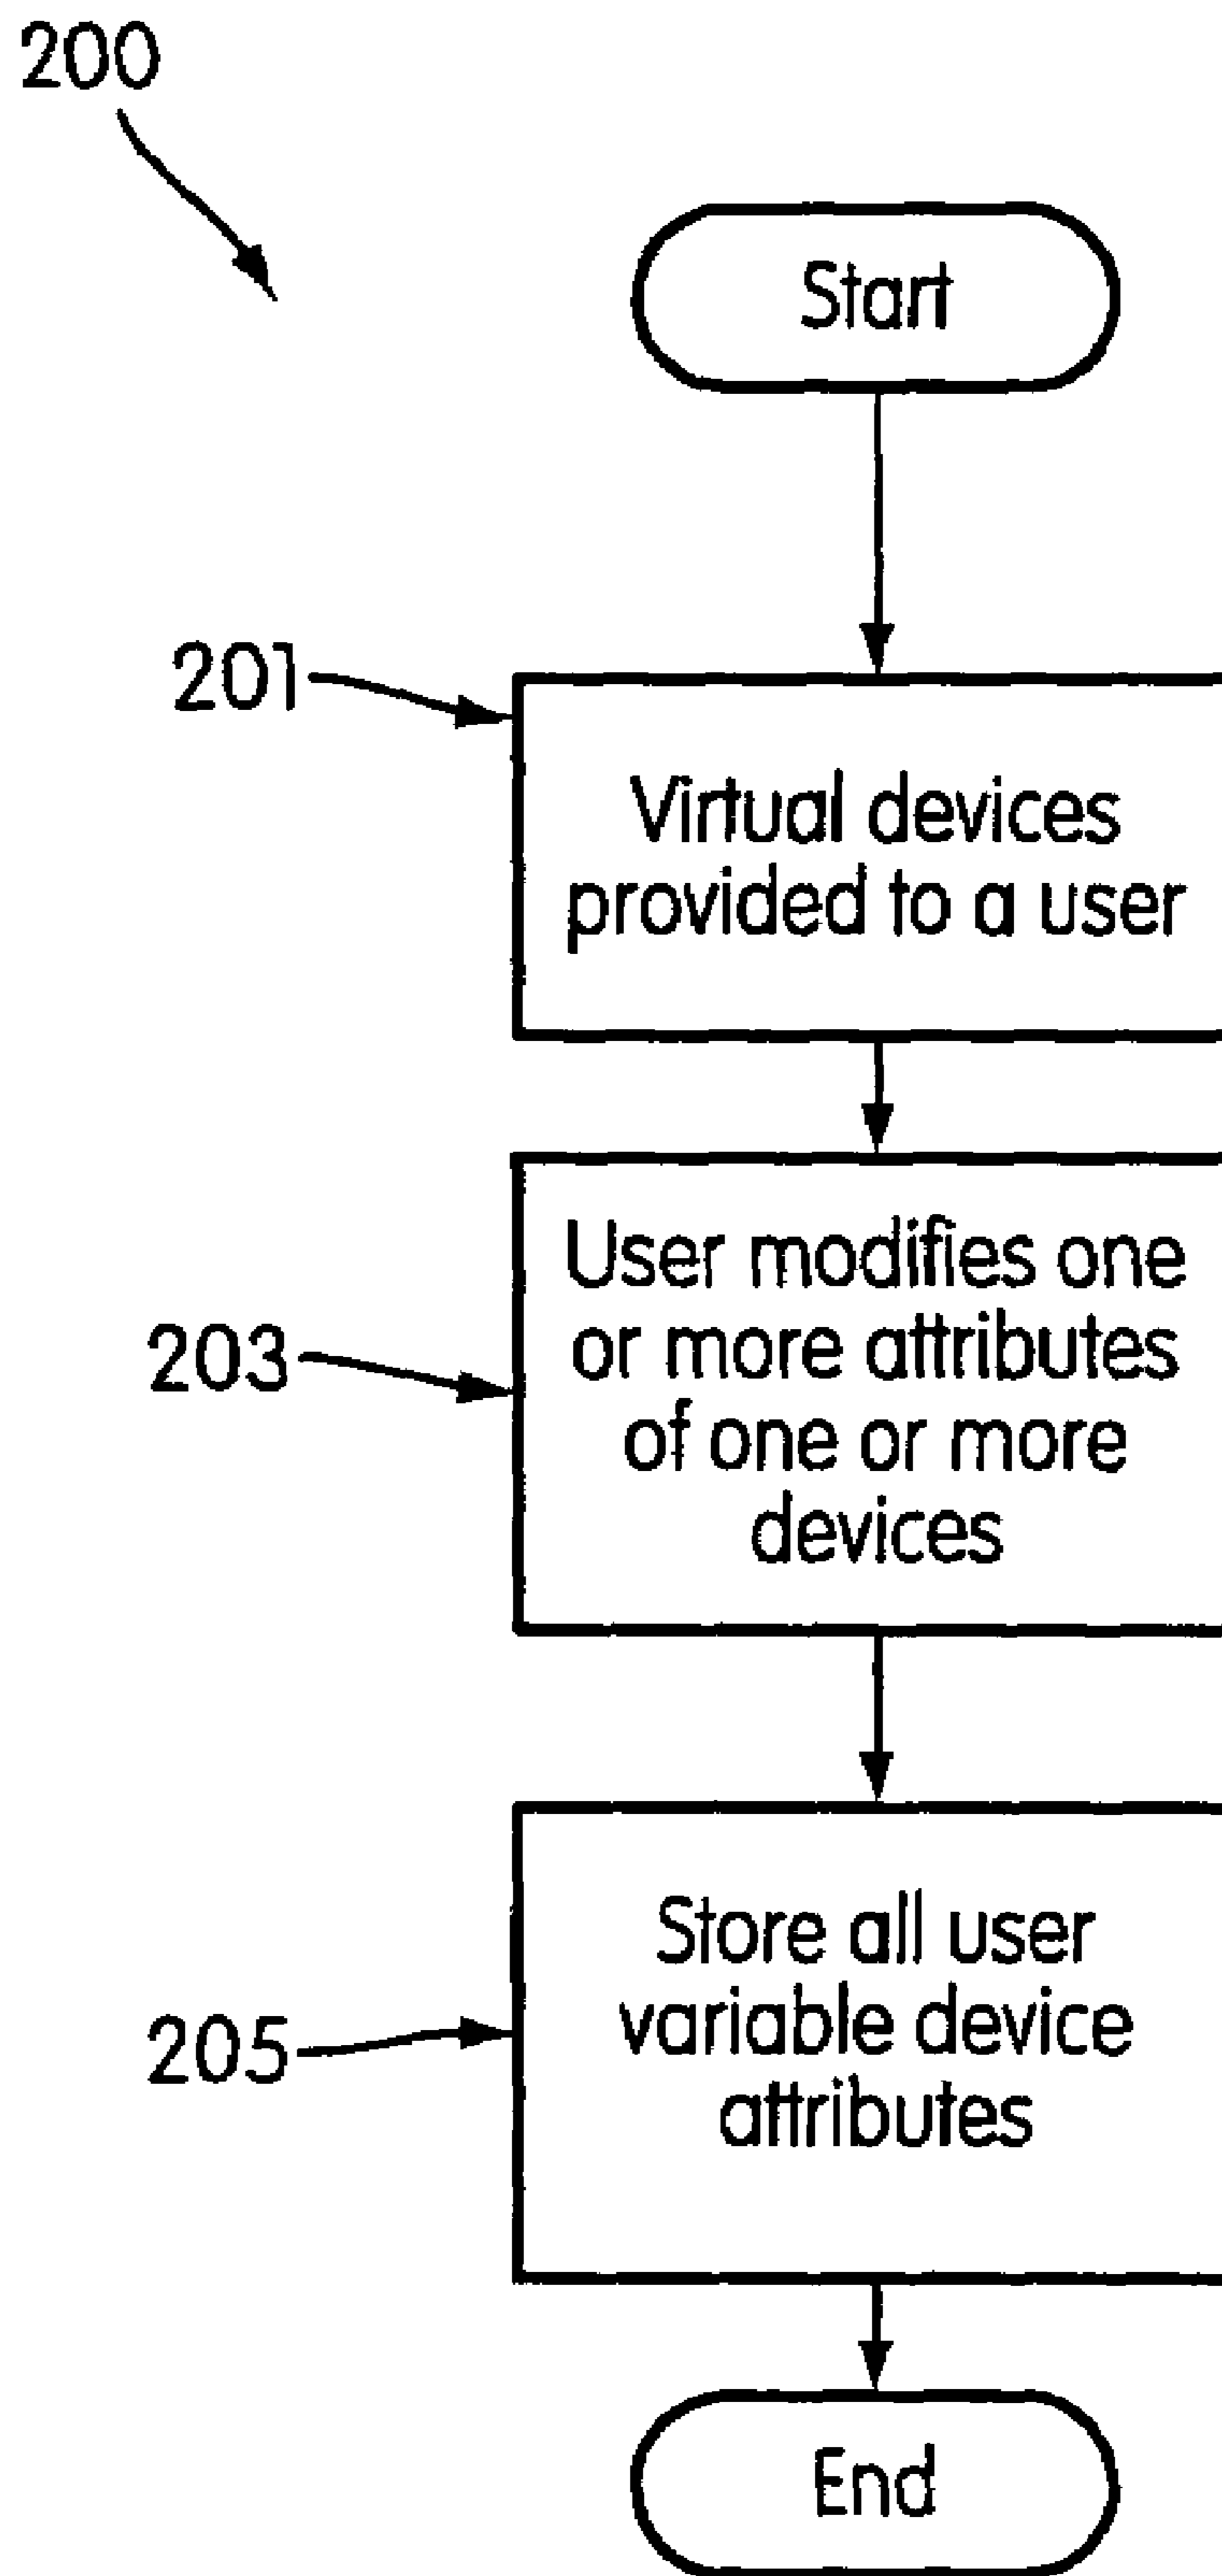 200
Start
201
Virtual devices
provided to a user
203
User modifies one
or more attributes
of one or more
devices
205
Store all user
variable device
attributes
End